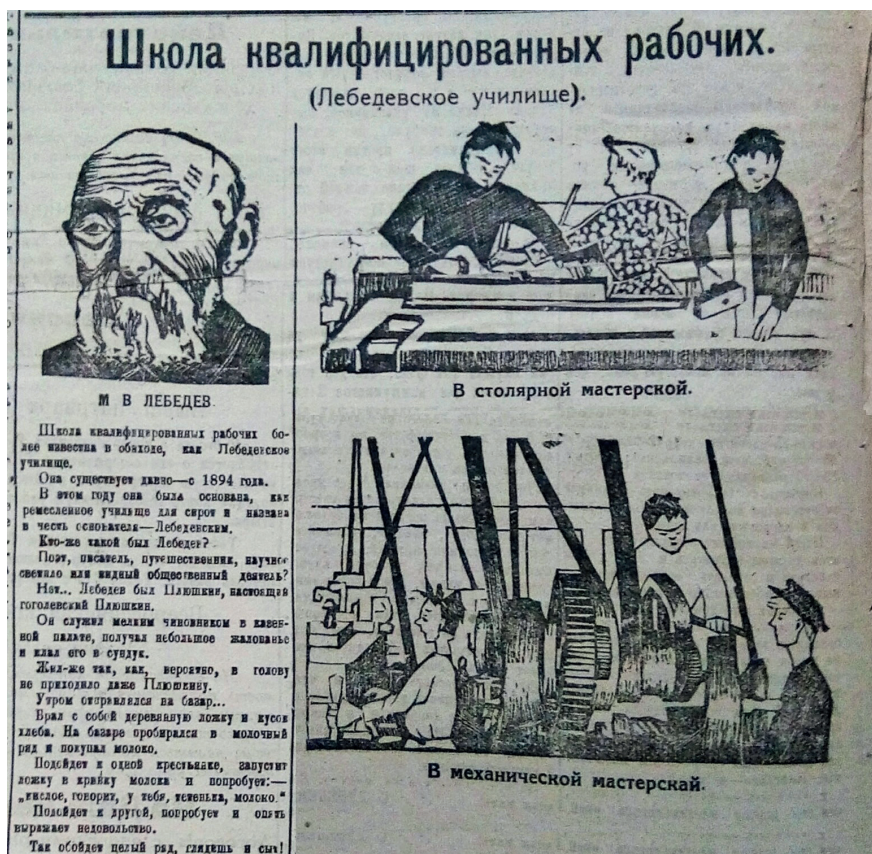 Школа квалифицированных рабочих.
(Лебедевское училище).
М В ЛЕБЕДЕВ
Школа квалифицированных рабочих бо-
лее известна в обиходе, как Лебедевское
училище.
Она существует давно—с 1894 года.
В этом году она была основана, как
ремесленное училище для сирот и названа
в честь основателя—Лебедевским.
Кто-же такой был Лебедев?
Поэт, писатель, путешественник, научное
светило или видный общественный деятель?
Нет... Лебедев был Плюшкин, настоящий
гоголевский Плюшкин.
Он служил мелким чиновником в казен-
ной палате, получал небольшое жалованье
и клал его в сундук.
Жил-же так, как, вероятно, в голову
не приходило даже Плюшкину.
Утром отправлялся на базар...
Брал с собой деревянную ложку и кусок
хлеба. На базаре пробирался в молочный
ряд и покупал молоко.
Подойдет к одной крестьянке, запустит
ложку в кринку молока и попробует:—
„кислое, говорит, у тебя, тетенька, молоко."
Подойдет к другой, попробует и опять
выражает недовольство.
Так обойдет целый ряд, глядишь и сыт!
В столярной мастерской.
В механической мастерскай.